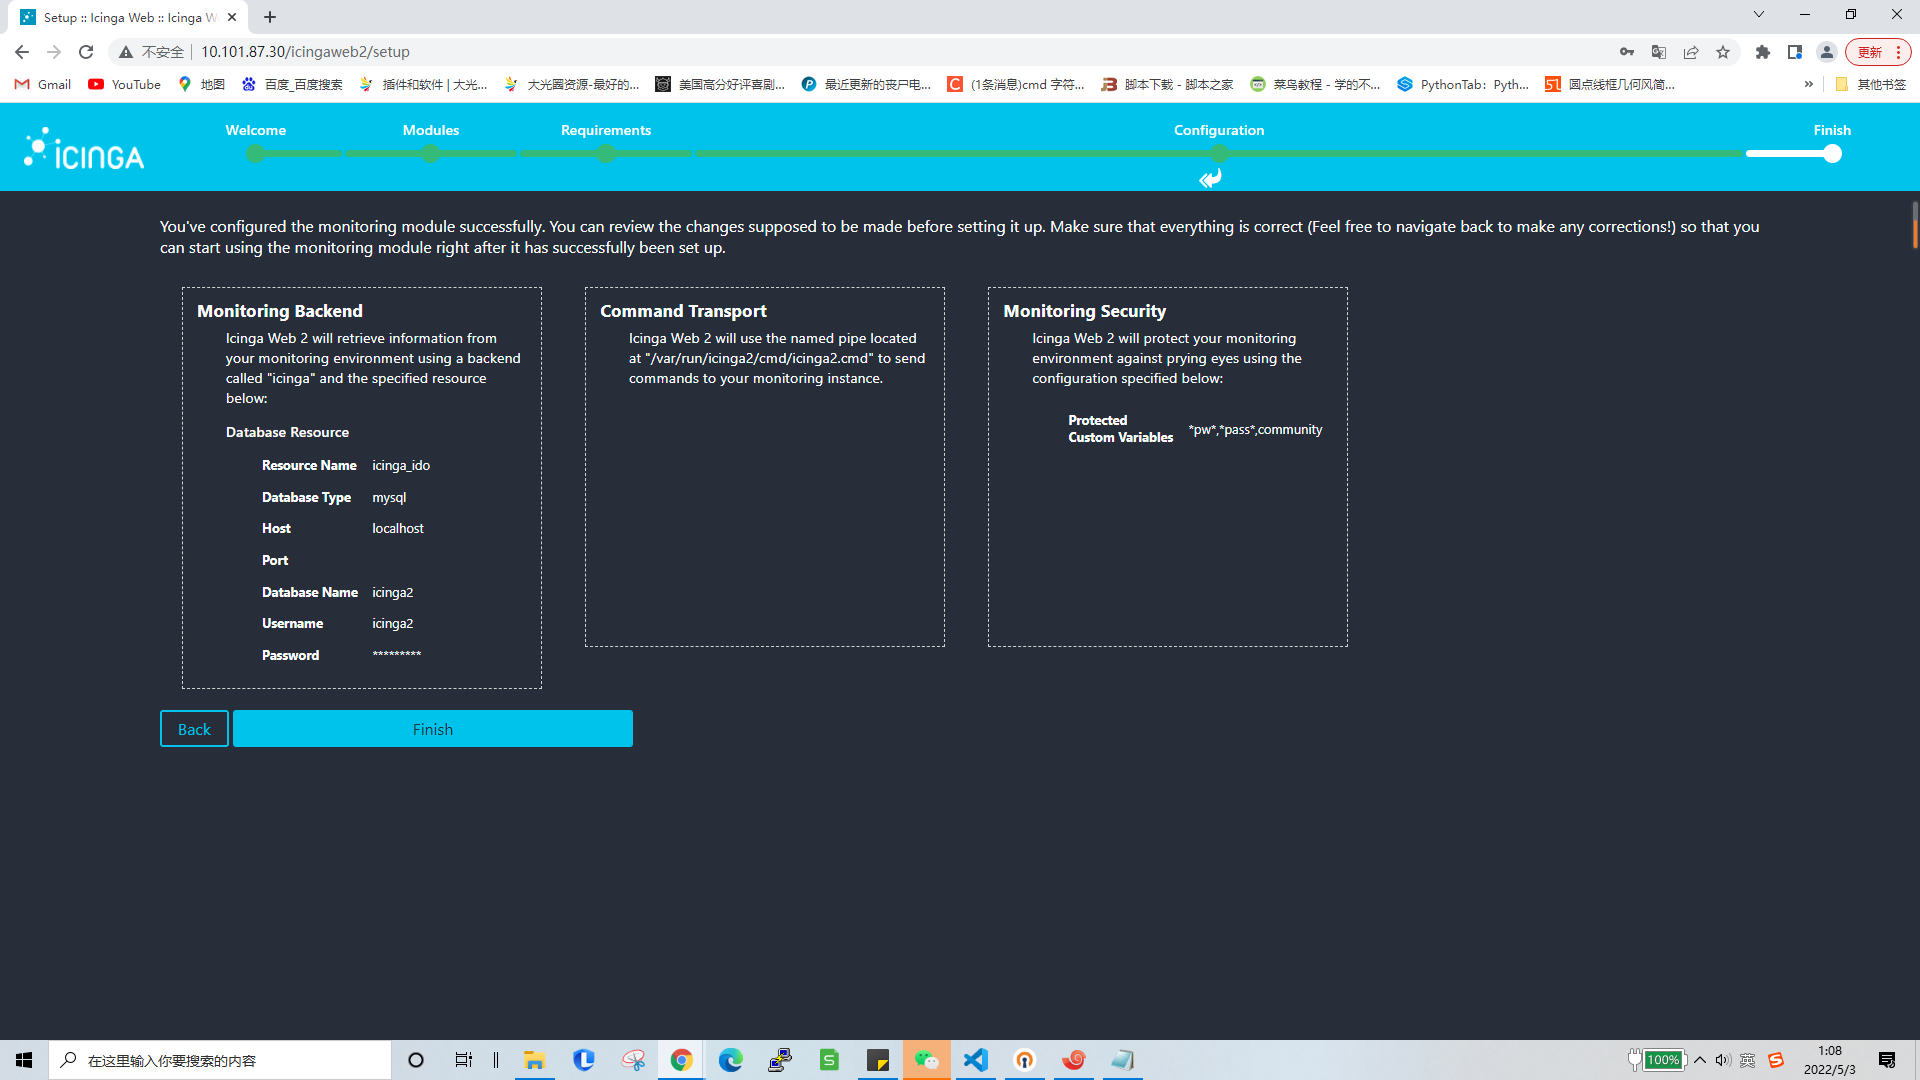 Setup :: Icinga Web :: Icinga W
不安全
10.101.87.30/icingaweb2/setup
更新
Gmail
YouTube
地图
百度_百度搜索
插件和软件 | 大光...
大光圈资源-最好的...
美国高分好评喜剧...
最近更新的丧尸电...
(1条消息)cmd 字符...
脚本下载 - 脚本之家
菜鸟教程 - 学的不...
PythonTab：Pyth...
圆点线框几何风简...
»
其他书签
ICINGA
Welcome
Modules
Requirements
Configuration
Finish
You've configured the monitoring module successfully. You can review the changes supposed to be made before setting it up. Make sure that everything is correct (Feel free to navigate back to make any corrections!) so that you
can start using the monitoring module right after it has successfully been set up.
Monitoring Backend
Icinga Web 2 will retrieve information from
your monitoring environment using a backend
called "icinga" and the specified resource
below:
Database Resource
Resource Name icinga_ido
Database Type mysql
Host localhost
Port
Database Name icinga2
Username icinga2
Password *********
Command Transport
Icinga Web 2 will use the named pipe located
at "/var/run/icinga2/cmd/icinga2.cmd" to send
commands to your monitoring instance.
Monitoring Security
Icinga Web 2 will protect your monitoring
environment against prying eyes using the
configuration specified below:
Protected
Custom Variables
*pw*,*pass*,community
Back
Finish
在这里输入你要搜索的内容
100%
英
1:08
2022/5/3